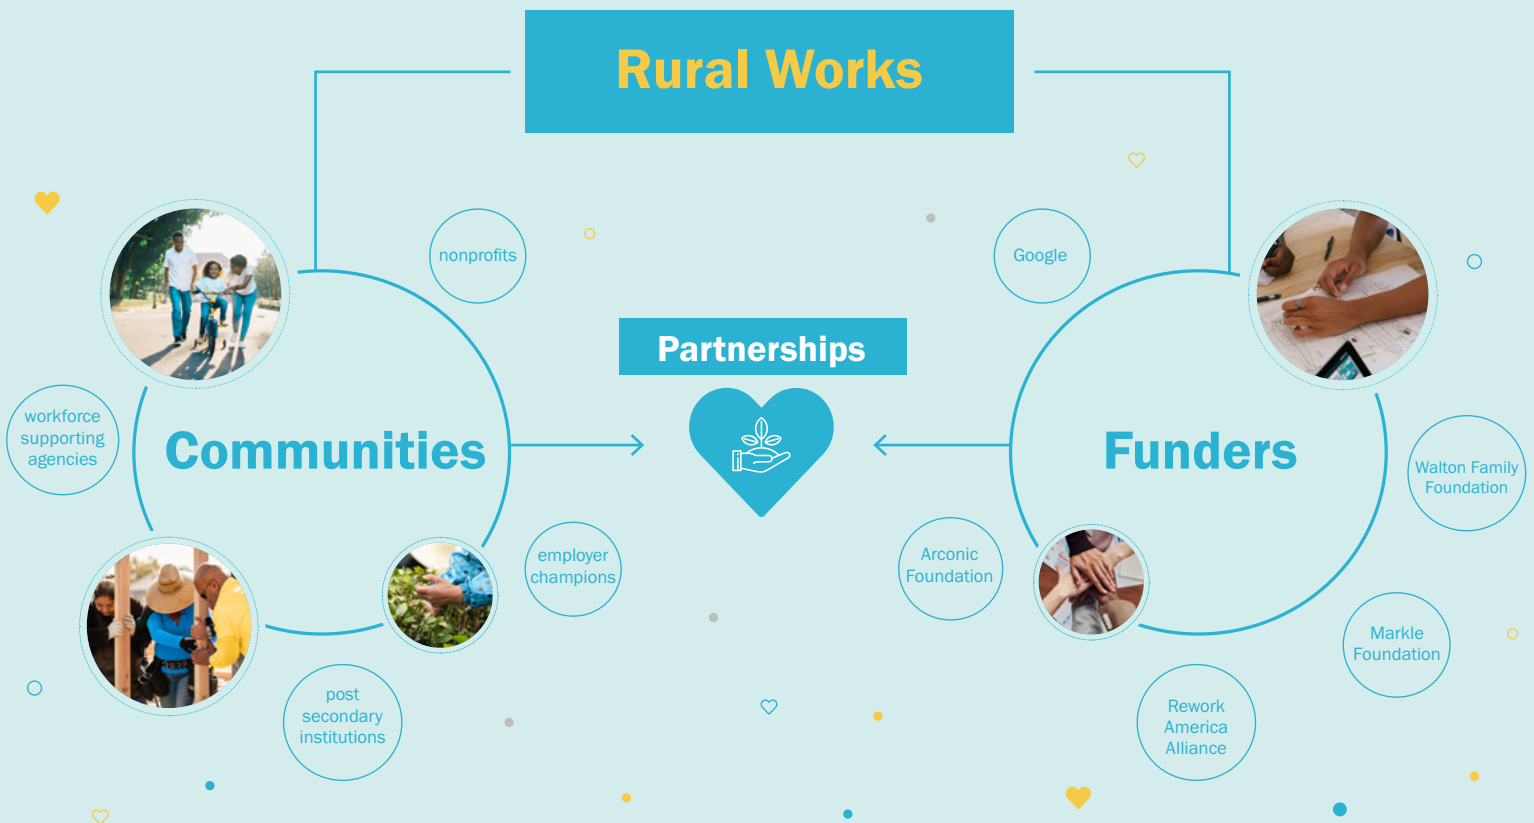 Rural Works
nonprofits
Google
Partnerships
workforce
supporting
agencies
Communities
Funders
Walton Family
Foundation
employer
champions
Arconic
Foundation
Markle
Foundation
post
secondary
institutions
Rework
America
Alliance